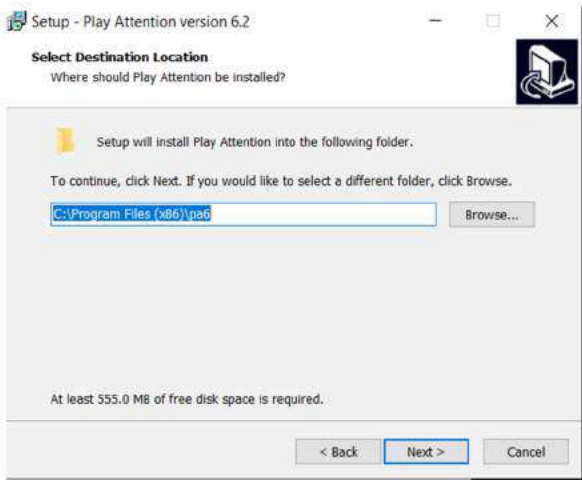 Setup - Play Attention version 6.2
Select Destination Location
Where should Play Attention be installed?
Setup will install Play Attention into the following folder.
To continue, click Next. If you would like to select a different folder, click Browse.
C:\Program Files (x86)\pa6
Browse...
At least 555.0 MB of free disk space is required.
< Back
Next >
Cancel